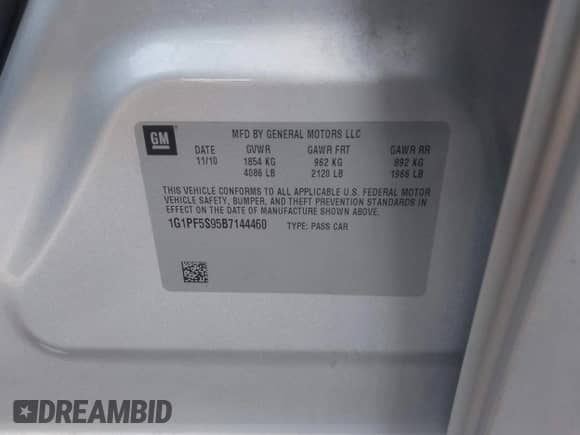 GM
MFD BY GENERAL MOTORS LLC
DATE GVWR GAWR FRT GAWR RR
11/10 1854 KG 962 KG 892 KG
4086 LB 2120 LB 1966 LB
THIS VEHICLE CONFORMS TO ALL APPLICABLE U.S. FEDERAL MOTOR
VEHICLE SAFETY, BUMPER, AND THEFT PREVENTION STANDARDS
IN EFFECT ON THE DATE OF MANUFACTURE SHOWN ABOVE.
1G1PF5S95B7144460 TYPE: PASS CAR
DREAMBID